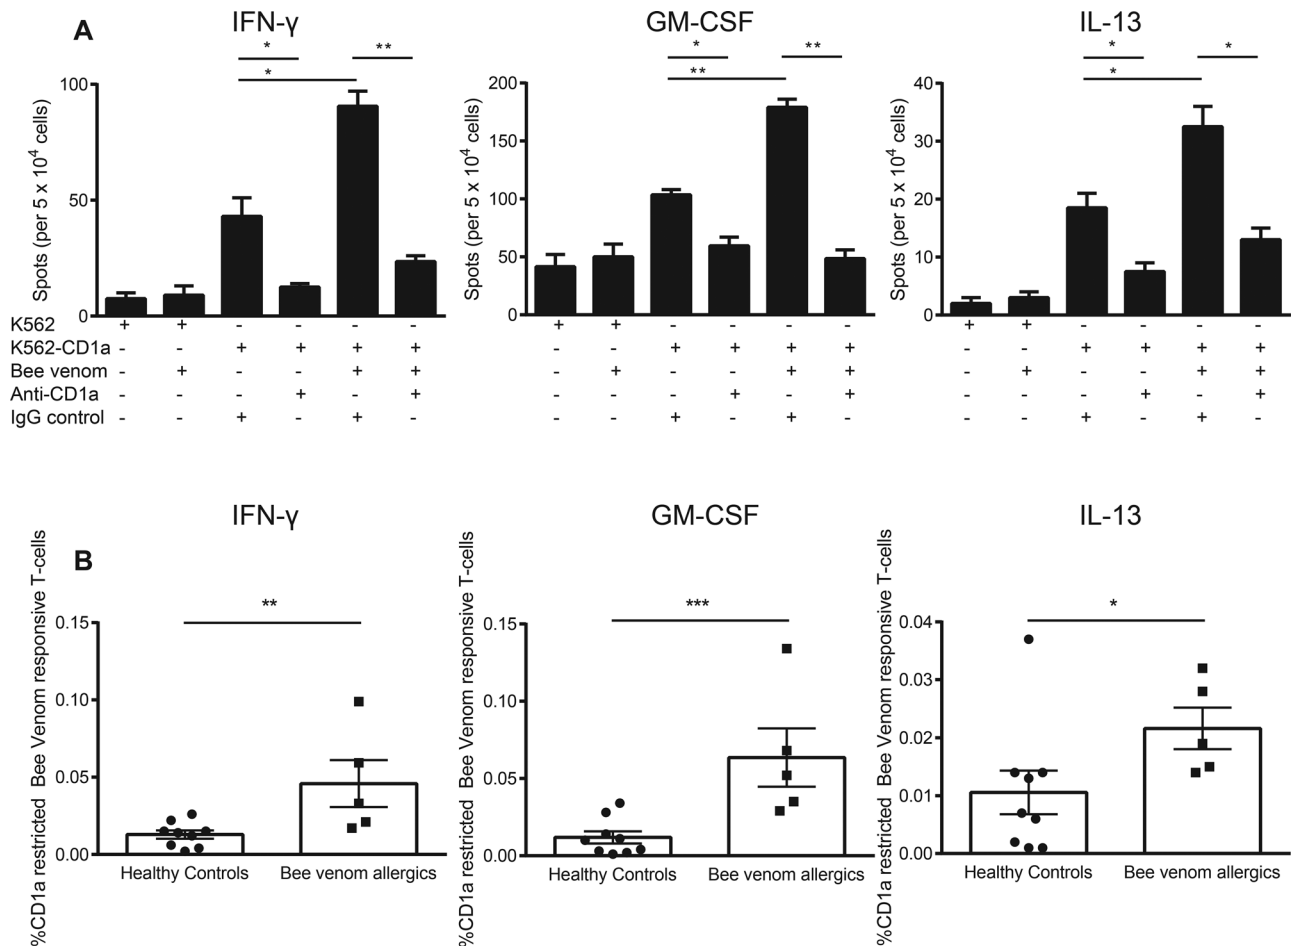 A
IFN-γ
GM-CSF
IL-13
* ** * *
* ** ** *
* * *
Spots (per 5 x 10⁴ cells)
100
50
0
Spots (per 5 x 10⁴ cells)
200
150
100
50
0
Spots (per 5 x 10⁴ cells)
40
30
20
10
0
K562 + + - - - - + + - - - - + + - - - -
K562-CD1a - - + + + + - - + + + + - - + + + +
Bee venom - + - - + + - + - - + + - + - - + +
Anti-CD1a - - - + - + - - - + - + - - - + - +
IgG control - - + - + - - - + - + - - - + - + -
B
IFN-γ
GM-CSF
IL-13
**
***
*
%CD1a restricted Bee Venom responsive T-cells
0.15
0.10
0.05
0.00
Healthy Controls Bee venom allergics
%CD1a restricted Bee Venom responsive T-cells
0.15
0.10
0.05
0.00
Healthy Controls Bee venom allergics
%CD1a restricted Bee Venom responsive T-cells
0.04
0.03
0.02
0.01
0.00
Healthy Controls Bee venom allergics